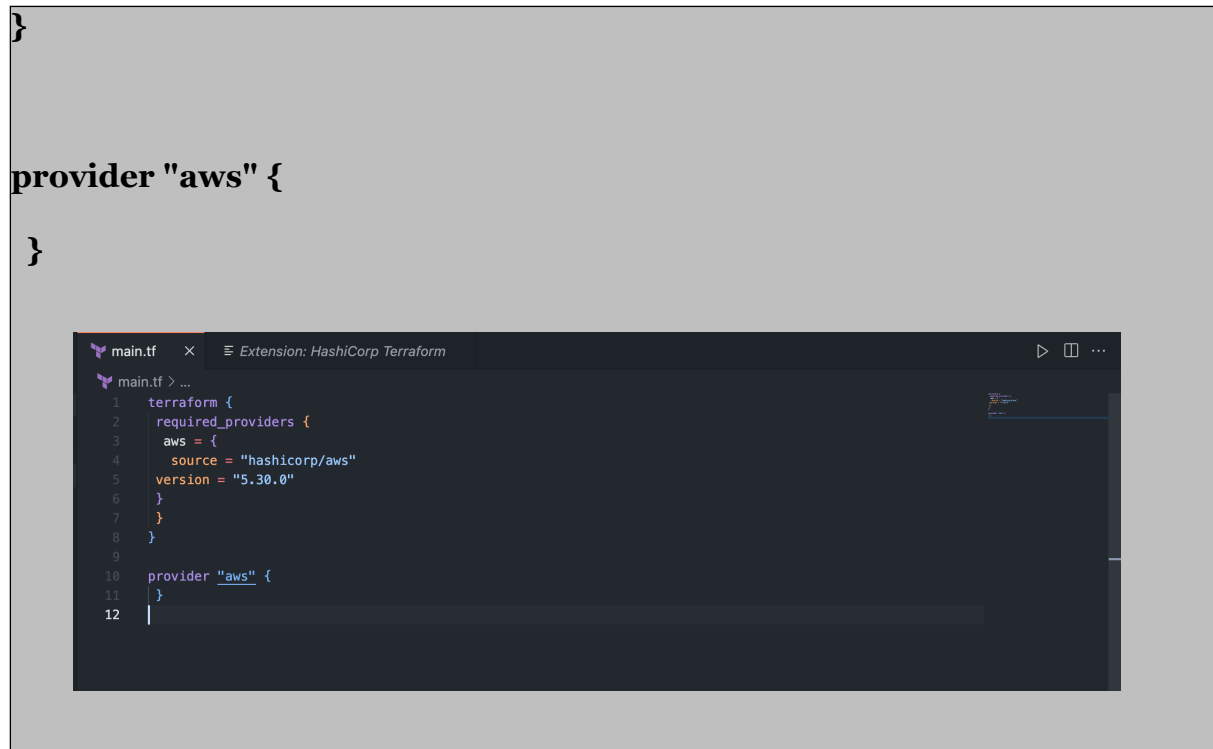 }
provider "aws" {
}
main.tf Extension: HashiCorp Terraform
main.tf > ...
1 terraform {
2 required_providers {
3 aws = {
4 source = "hashicorp/aws"
5 version = "5.30.0"
6 }
7 }
8 }
9
10 provider "aws" {
11 }
12